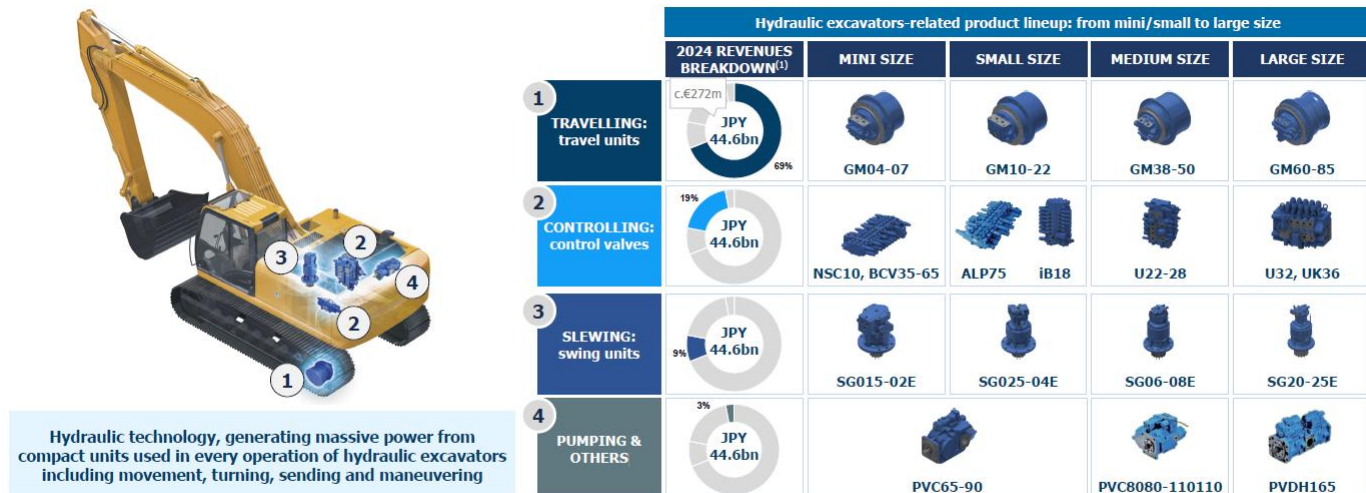 Hydraulic excavators-related product lineup: from mini/small to large size
2024 REVENUES
BREAKDOWN(1)
MINI SIZE
SMALL SIZE
MEDIUM SIZE
LARGE SIZE
1
TRAVELLING:
travel units
c.€272m
JPY
44.6bn
69%
GM04-07
GM10-22
GM38-50
GM60-85
2
CONTROLLING:
control valves
19%
JPY
44.6bn
NSC10, BCV35-65
ALP75
iB18
U22-28
U32, UK36
3
SLEWING:
swing units
JPY
44.6bn
9%
SG015-02E
SG025-04E
SG06-08E
SG20-25E
4
PUMPING &
OTHERS
3%
JPY
44.6bn
PVC65-90
PVC8080-110110
PVDH165
2
3
4
2
1
Hydraulic technology, generating massive power from
compact units used in every operation of hydraulic excavators
including movement, turning, sending and maneuvering